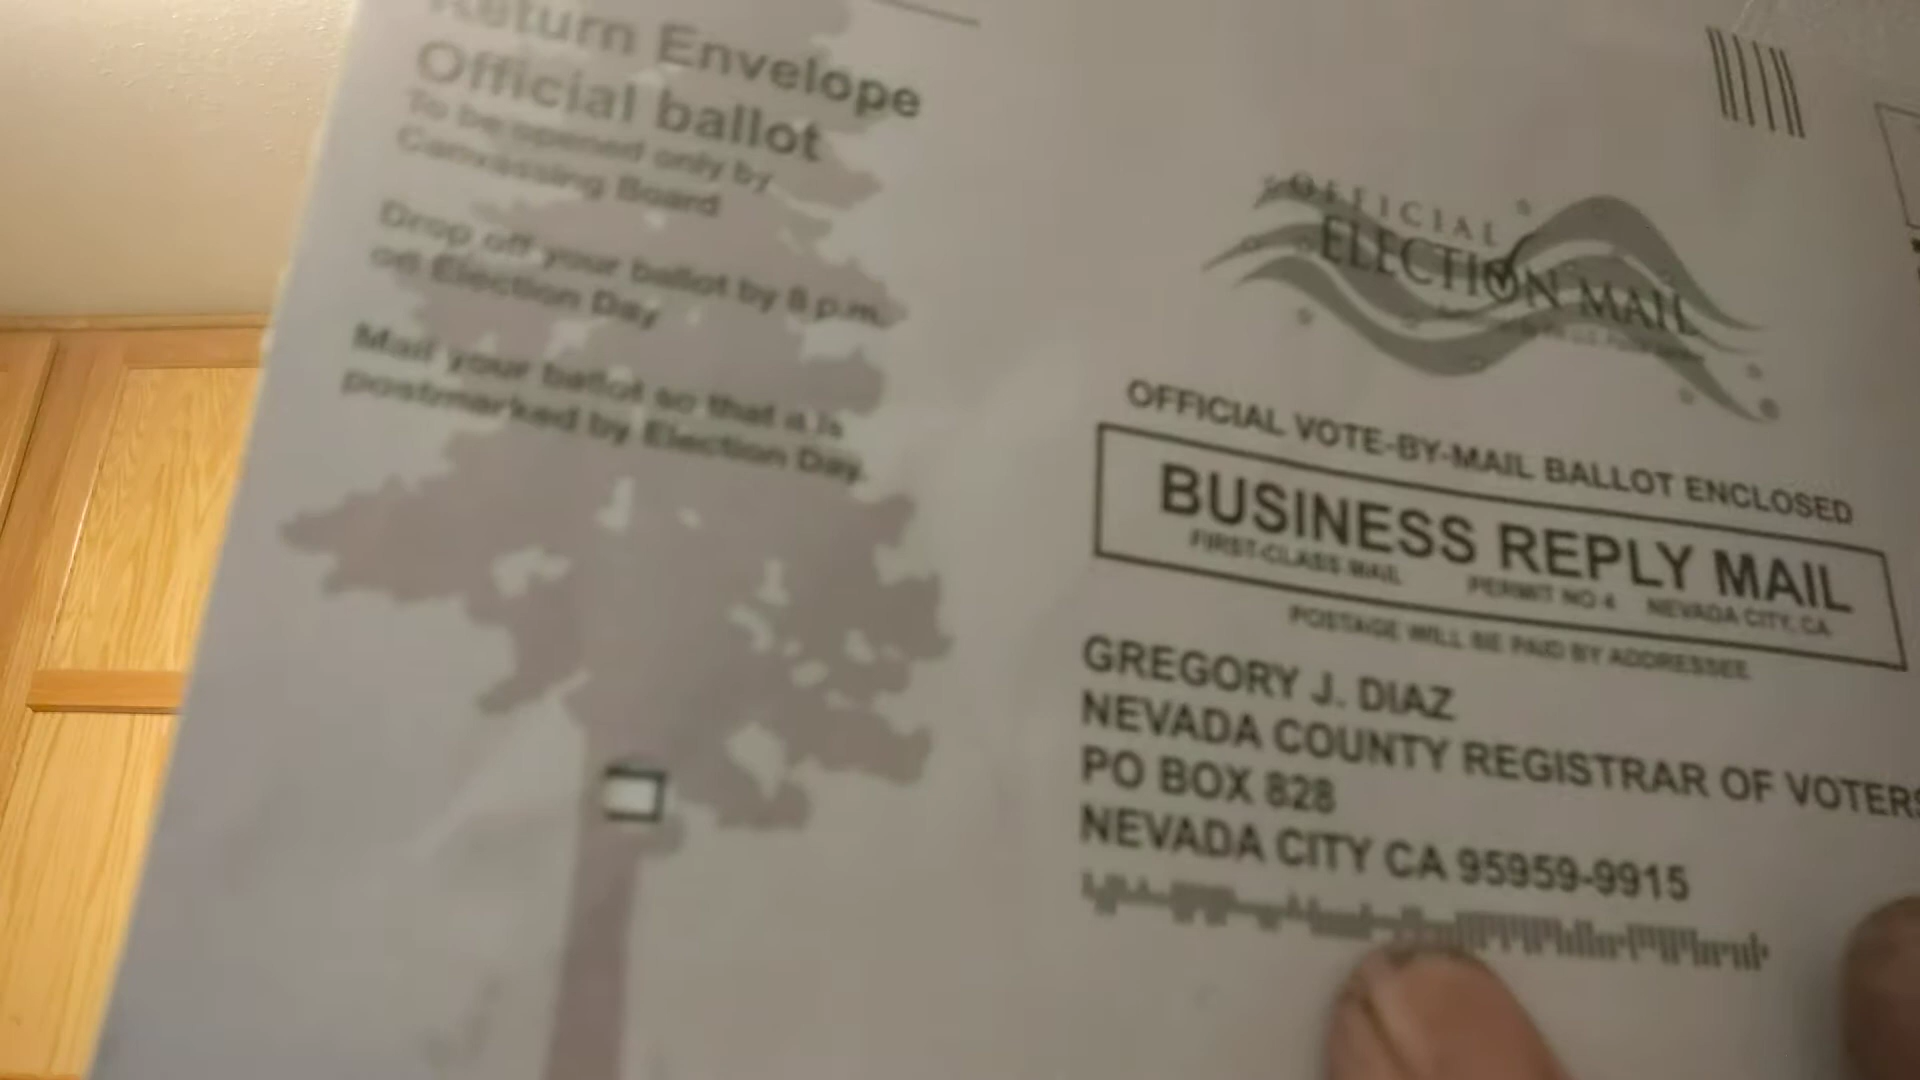 Return Envelope
Official ballot
To be opened only by
Canvassing Board
Drop off your ballot by 8 p.m.
on Election Day
Mail your ballot so that it is
postmarked by Election Day.
OFFICIAL
ELECTION MAIL
OFFICIAL VOTE-BY-MAIL BALLOT ENCLOSED
BUSINESS REPLY MAIL
FIRST-CLASS MAIL PERMIT NO 4 NEVADA CITY, CA
POSTAGE WILL BE PAID BY ADDRESSEE
GREGORY J. DIAZ
NEVADA COUNTY REGISTRAR OF VOTERS
PO BOX 828
NEVADA CITY CA 95959-9915